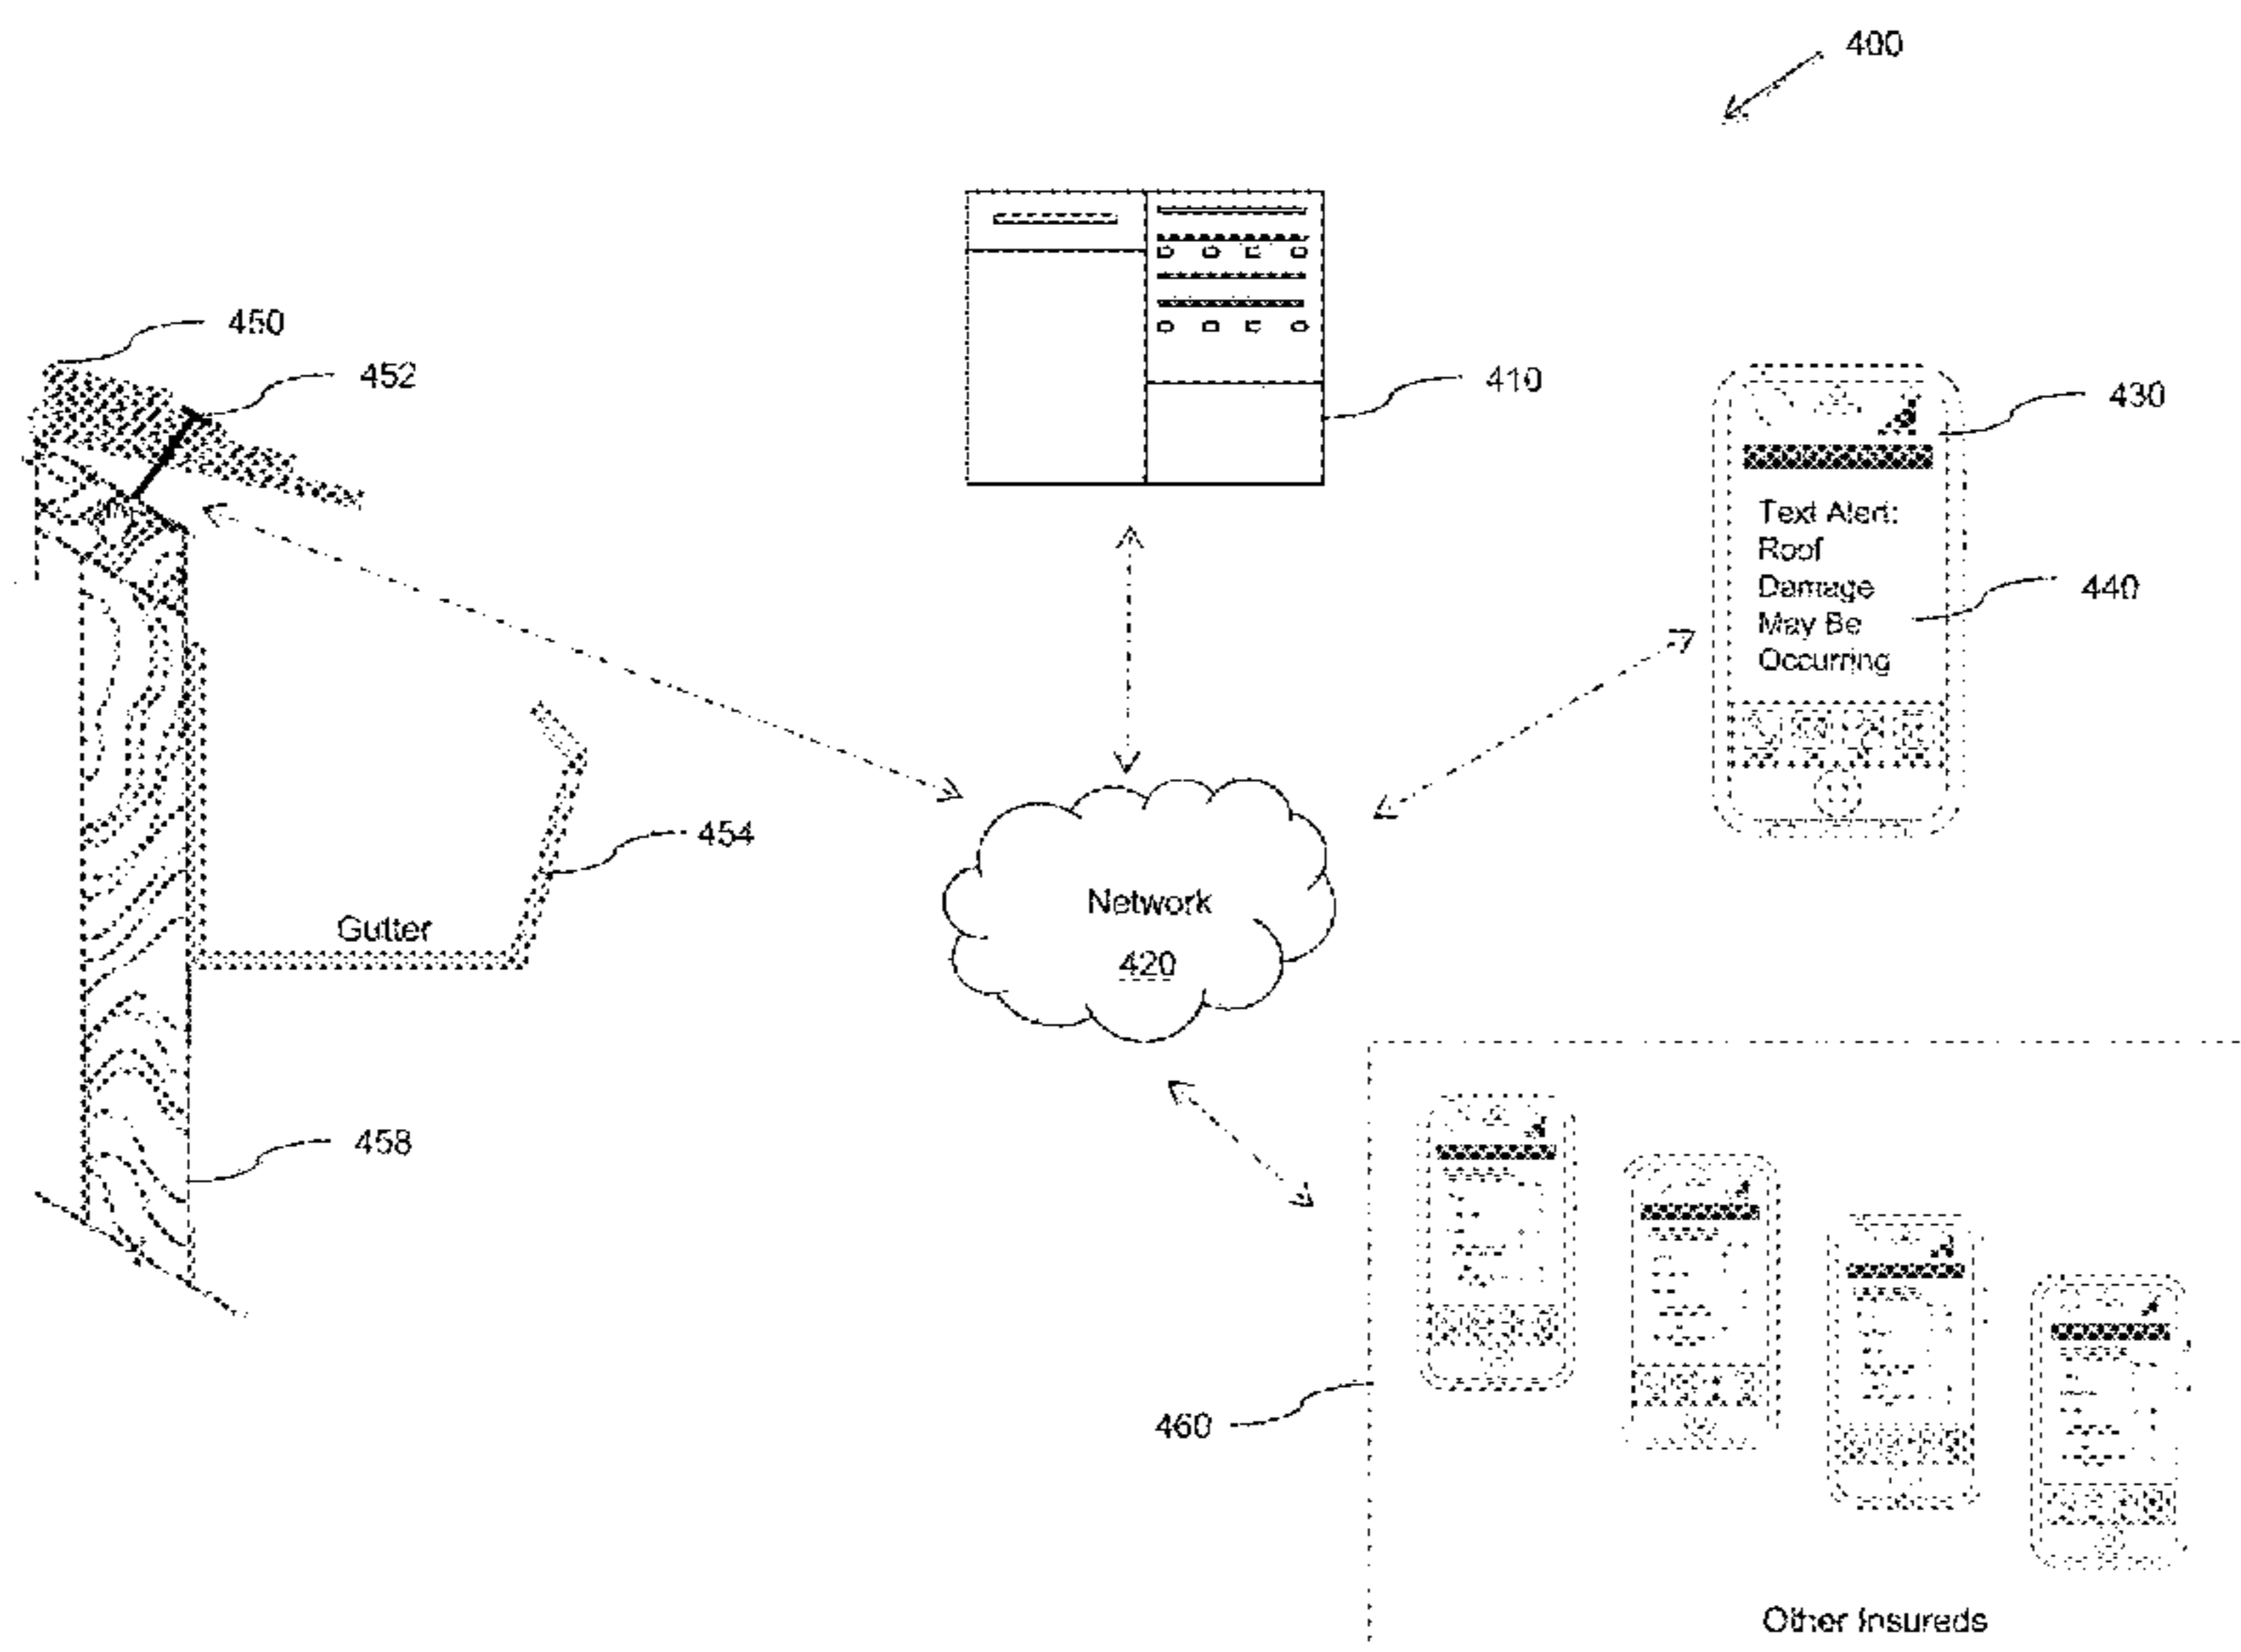 400
450
452
410
430
Text Alert:
Roof
Damage
May Be
Occurring
440
454
Gutter
Network
420
458
460
Other Insureds